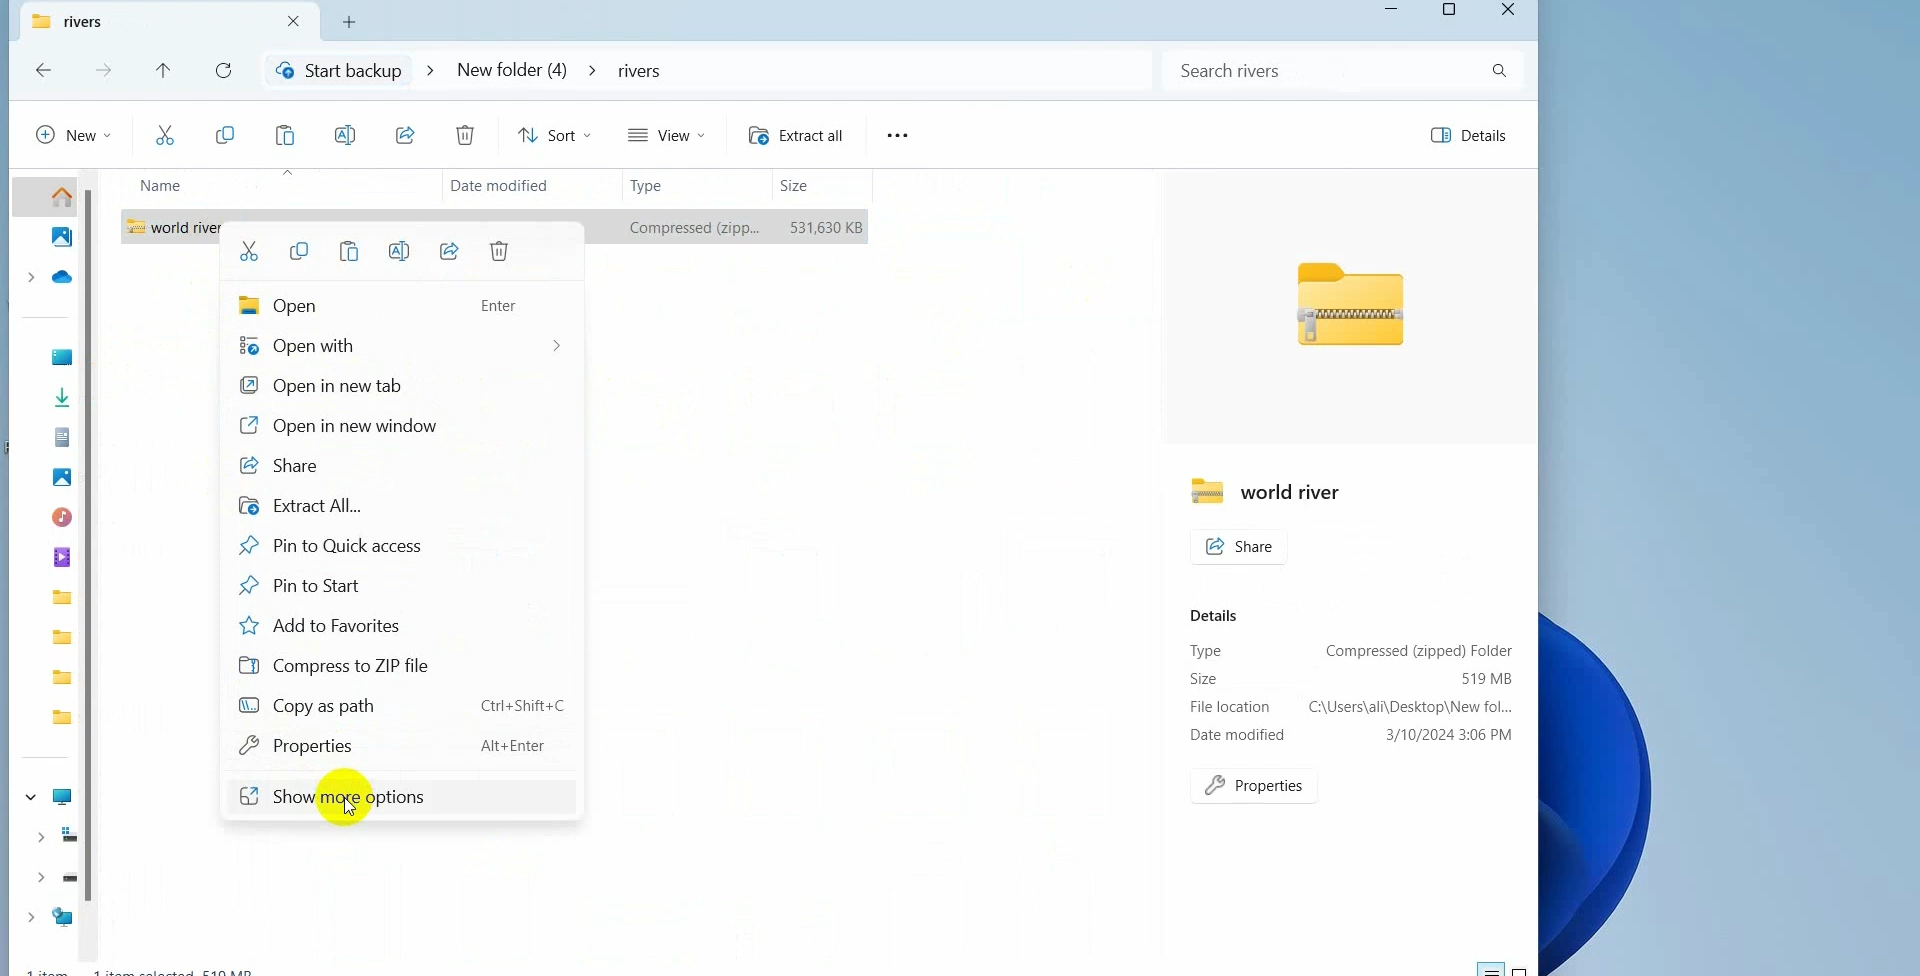 rivers
Start backup > New folder (4) > rivers
Search rivers
New
Sort
View
Extract all
Details
Name
Date modified
Type
Size
world river
Compressed (zipp...
531,630 KB
Open Enter
Open with
Open in new tab
Open in new window
Share
Extract All...
Pin to Quick access
Pin to Start
Add to Favorites
Compress to ZIP file
Copy as path Ctrl+Shift+C
Properties Alt+Enter
Show more options
world river
Share
Details
Type Compressed (zipped) Folder
Size 519 MB
File location C:\Users\ali\Desktop\New fol...
Date modified 3/10/2024 3:06 PM
Properties
1 item 1 item selected 519 MB